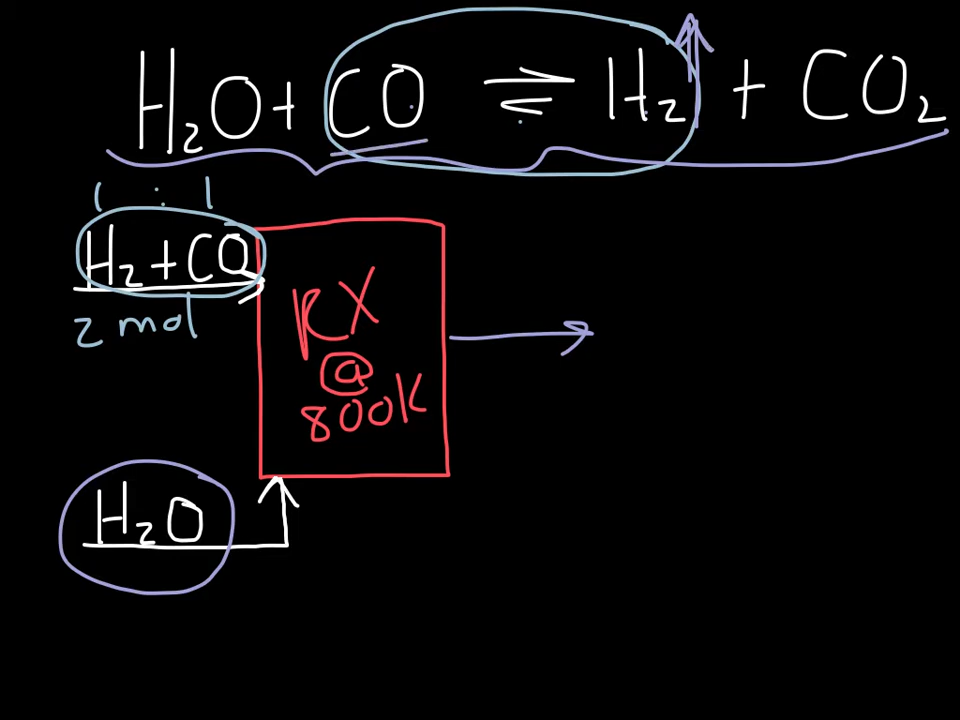 H₂O + CO ⇌ H₂ ↑ + CO₂
1 : 1
H₂ + CO
2 mol
RX
@
800K
H₂O